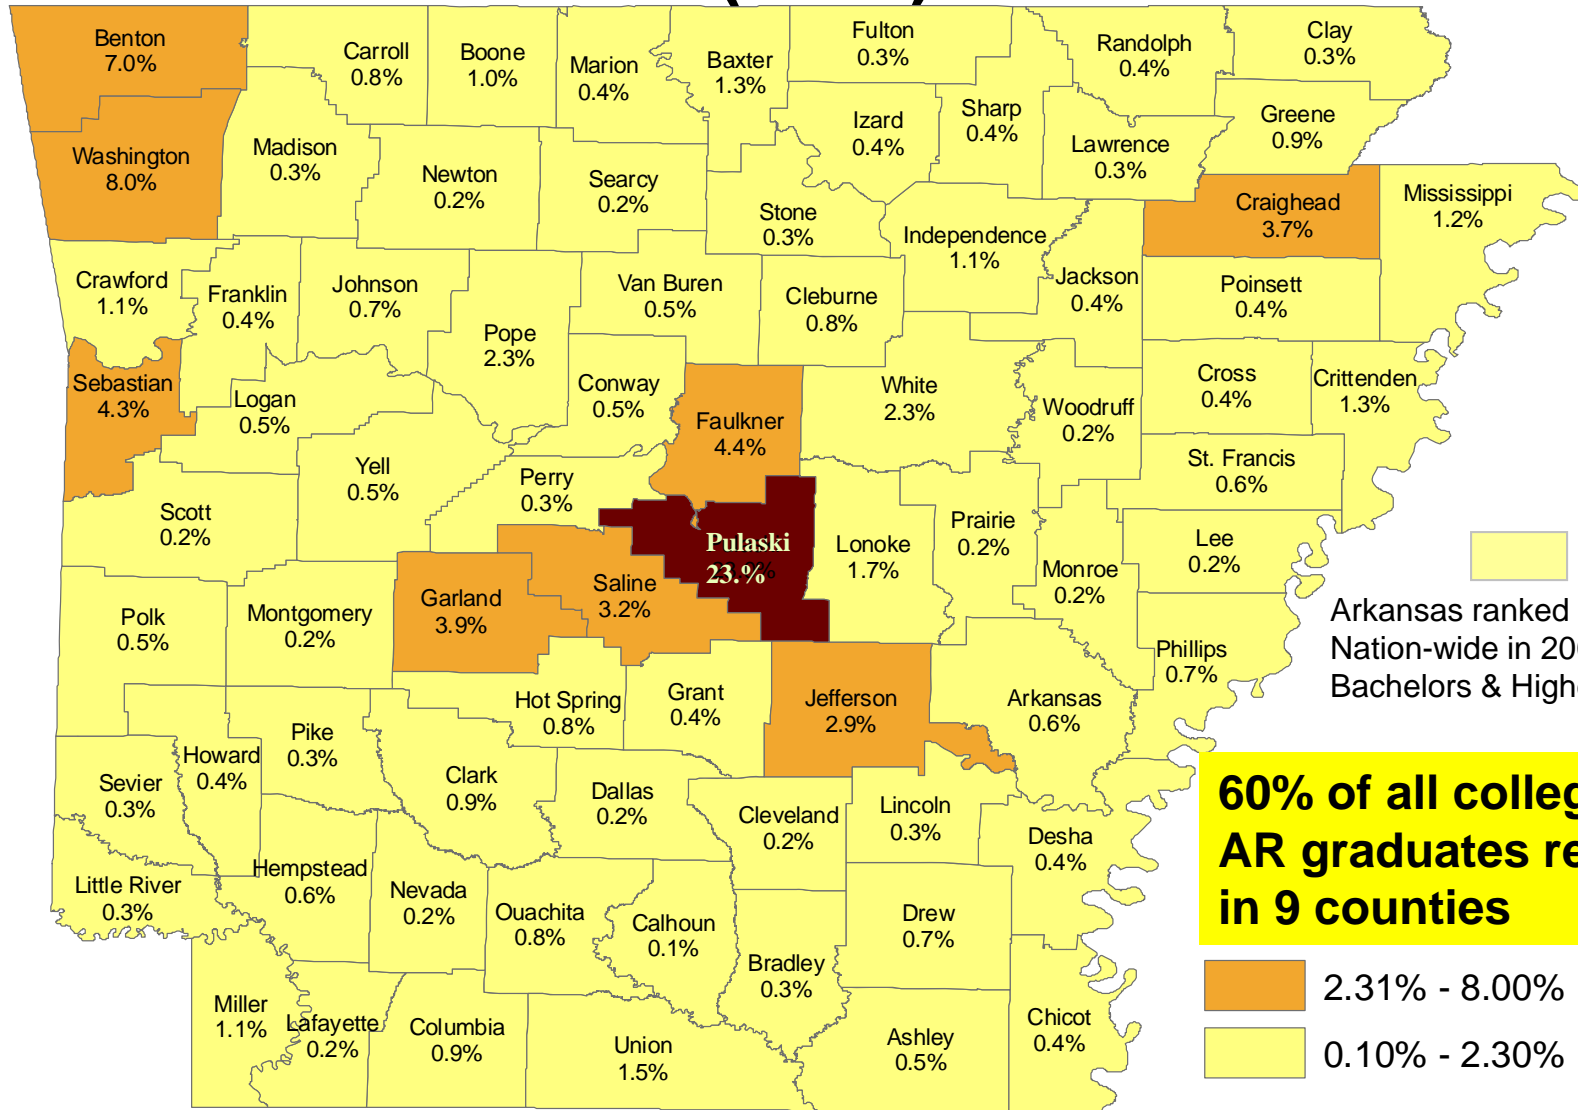 Benton
7.0%
Carroll
0.8%
Boone
1.0%
Marion
0.4%
Baxter
1.3%
Fulton
0.3%
Randolph
0.4%
Clay
0.3%
Washington
8.0%
Madison
0.3%
Newton
0.2%
Searcy
0.2%
Stone
0.3%
Izard
0.4%
Sharp
0.4%
Lawrence
0.3%
Greene
0.9%
Craighead
3.7%
Mississippi
1.2%
Independence
1.1%
Jackson
0.4%
Poinsett
0.4%
Crawford
1.1%
Franklin
0.4%
Johnson
0.7%
Pope
2.3%
Van Buren
0.5%
Cleburne
0.8%
Sebastian
4.3%
Logan
0.5%
Conway
0.5%
Faulkner
4.4%
White
2.3%
Woodruff
0.2%
Cross
0.4%
Crittenden
1.3%
St. Francis
0.6%
Scott
0.2%
Yell
0.5%
Perry
0.3%
Pulaski
23.%
Lonoke
1.7%
Prairie
0.2%
Monroe
0.2%
Lee
0.2%
Polk
0.5%
Montgomery
0.2%
Garland
3.9%
Saline
3.2%
Phillips
0.7%
Arkansas ranked
Nation-wide in 20
Bachelors &
Hot Spring
0.8%
Grant
0.4%
Jefferson
2.9%
Arkansas
0.6%
Sevier
0.3%
Howard
0.4%
Pike
0.3%
Clark
0.9%
Dallas
0.2%
Cleveland
0.2%
Lincoln
0.3%
Desha
0.4%
60% of all
AR graduates
in 9 counties
Little River
0.3%
Hempstead
0.6%
Nevada
0.2%
Ouachita
0.8%
Calhoun
0.1%
Bradley
0.3%
Drew
0.7%
Miller
1.1%
Lafayette
0.2%
Columbia
0.9%
Union
1.5%
Ashley
0.5%
Chicot
0.4%
2.31% - 8.00%
0.10% - 2.30%